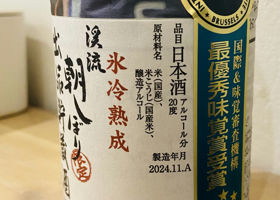 BRUSSELS
国際&味覚審査機構
最優秀味覚賞受賞
日本酒
アルコール分
20度
原材料名
米(国産)、
米こうじ(国産米)、
醸造アルコール
製造年月
2024.11.A
氷冷熟成
渓流
朝しぼり